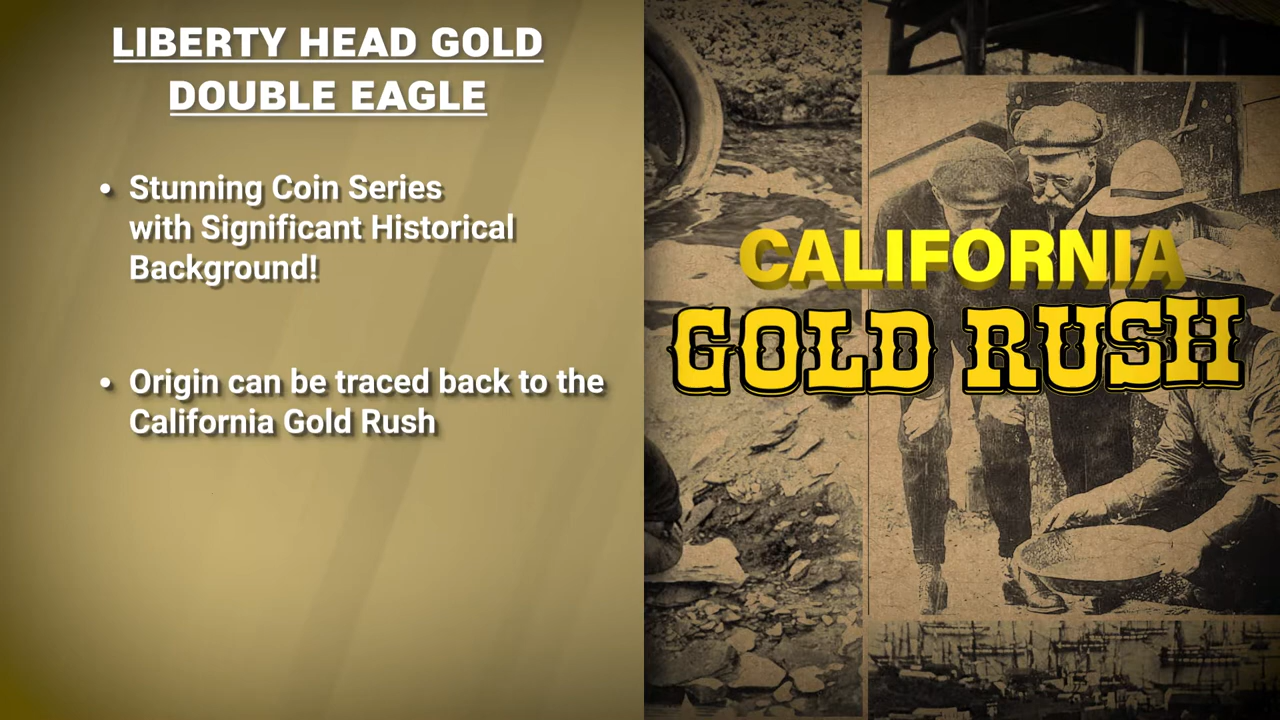 LIBERTY HEAD GOLD
DOUBLE EAGLE
• Stunning Coin Series
with Significant Historical
Background!
• Origin can be traced back to the
California Gold Rush
CALIFORNIA
GOLD RUSH